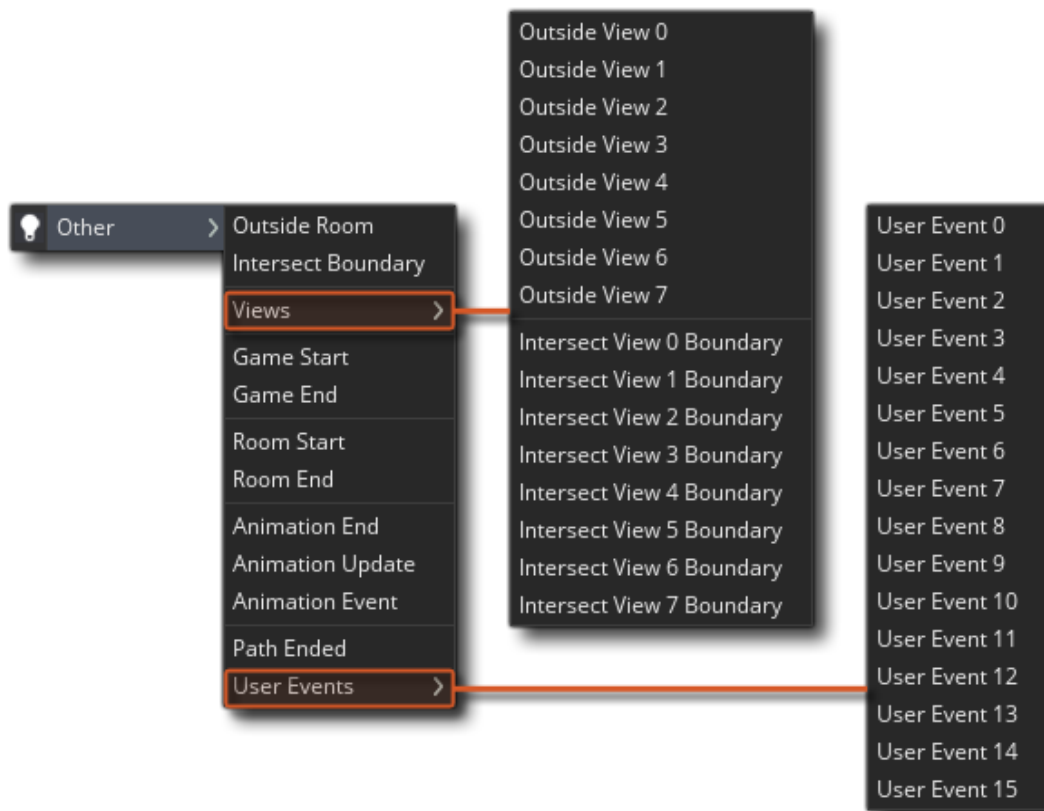 Other
Outside Room
Intersect Boundary
Views
Game Start
Game End
Room Start
Room End
Animation End
Animation Update
Animation Event
Path Ended
User Events
Outside View 0
Outside View 1
Outside View 2
Outside View 3
Outside View 4
Outside View 5
Outside View 6
Outside View 7
Intersect View 0 Boundary
Intersect View 1 Boundary
Intersect View 2 Boundary
Intersect View 3 Boundary
Intersect View 4 Boundary
Intersect View 5 Boundary
Intersect View 6 Boundary
Intersect View 7 Boundary
User Event 0
User Event 1
User Event 2
User Event 3
User Event 4
User Event 5
User Event 6
User Event 7
User Event 8
User Event 9
User Event 10
User Event 11
User Event 12
User Event 13
User Event 14
User Event 15